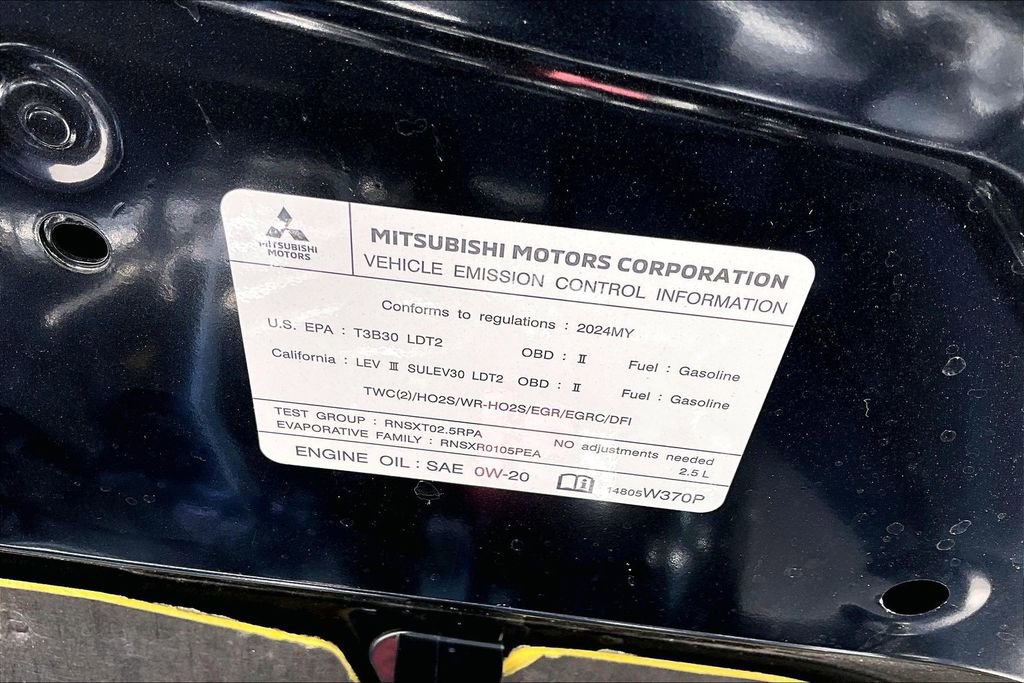 MITSUBISHI
MOTORS
MITSUBISHI MOTORS CORPORATION
VEHICLE EMISSION CONTROL INFORMATION
Conforms to regulations : 2024MY
U.S. EPA : T3B30 LDT2 OBD : Ⅱ Fuel : Gasoline
California : LEV Ⅲ SULEV30 LDT2 OBD : Ⅱ Fuel : Gasoline
TWC(2)/HO2S/WR-HO2S/EGR/EGRC/DFI
TEST GROUP : RNSXT02.5RPA NO adjustments needed
EVAPORATIVE FAMILY : RNSXR0105PEA 2.5 L
ENGINE OIL : SAE 0W-20 14805W370P